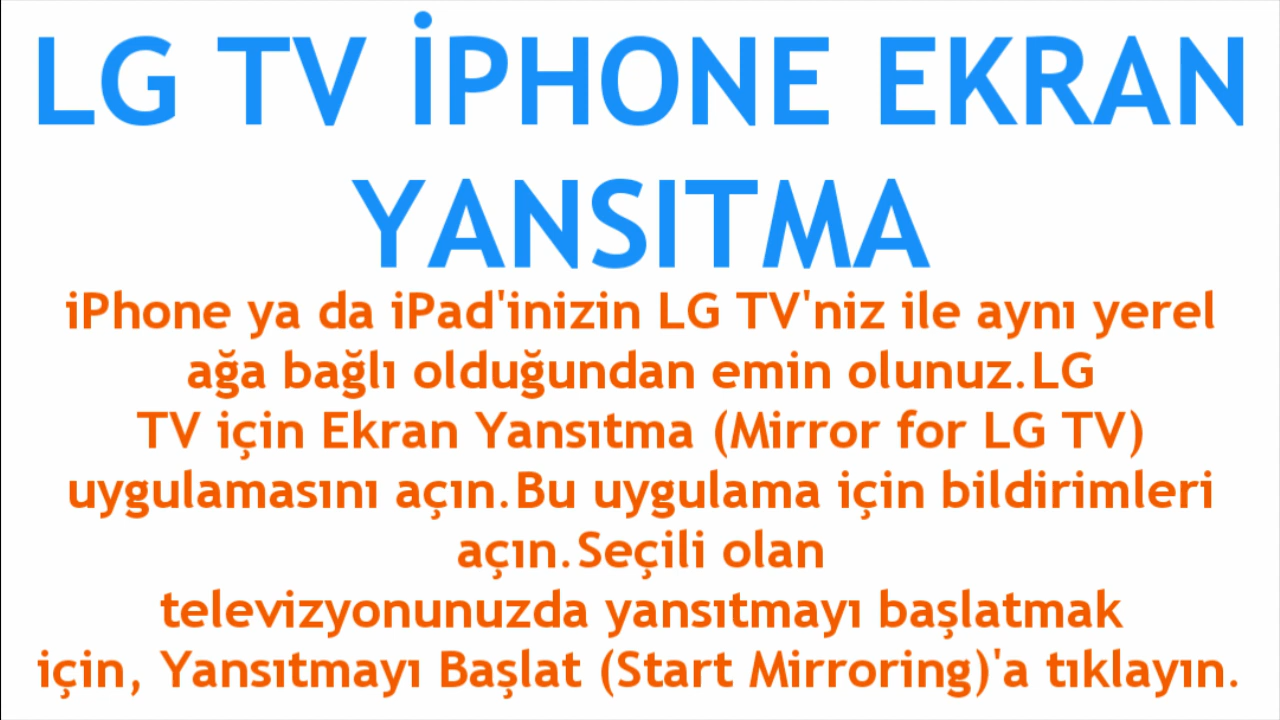 LG TV İPHONE EKRAN
YANSITMA
iPhone ya da iPad'inizin LG TV'niz ile aynı yerel
ağa bağlı olduğundan emin olunuz.LG
TV için Ekran Yansıtma (Mirror for LG TV)
uygulamasını açın.Bu uygulama için bildirimleri
açın.Seçili olan
televizyonunuzda yansıtmayı başlatmak
için, Yansıtmayı Başlat (Start Mirroring)'a tıklayın.